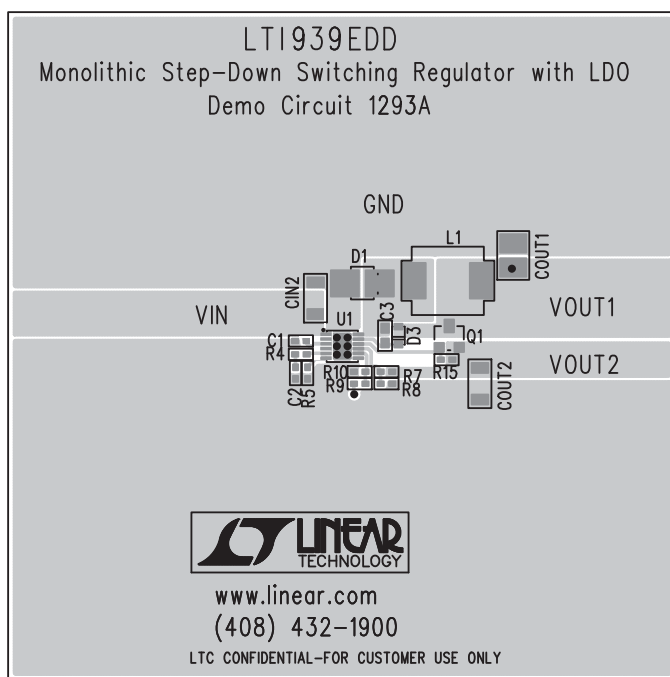 LT1939EDD
Monolithic Step-Down Switching Regulator with LDO
Demo Circuit 1293A
GND
L1
COUT1
D1
CIN2
VIN
U1
C3
D3
VOUT1
Q1
C1
R4
VOUT2
C2
R5
R10
R9
R7
R8
R15
COUT2
LINEAR
TECHNOLOGY
www.linear.com
(408) 432-1900
LTC CONFIDENTIAL-FOR CUSTOMER USE ONLY